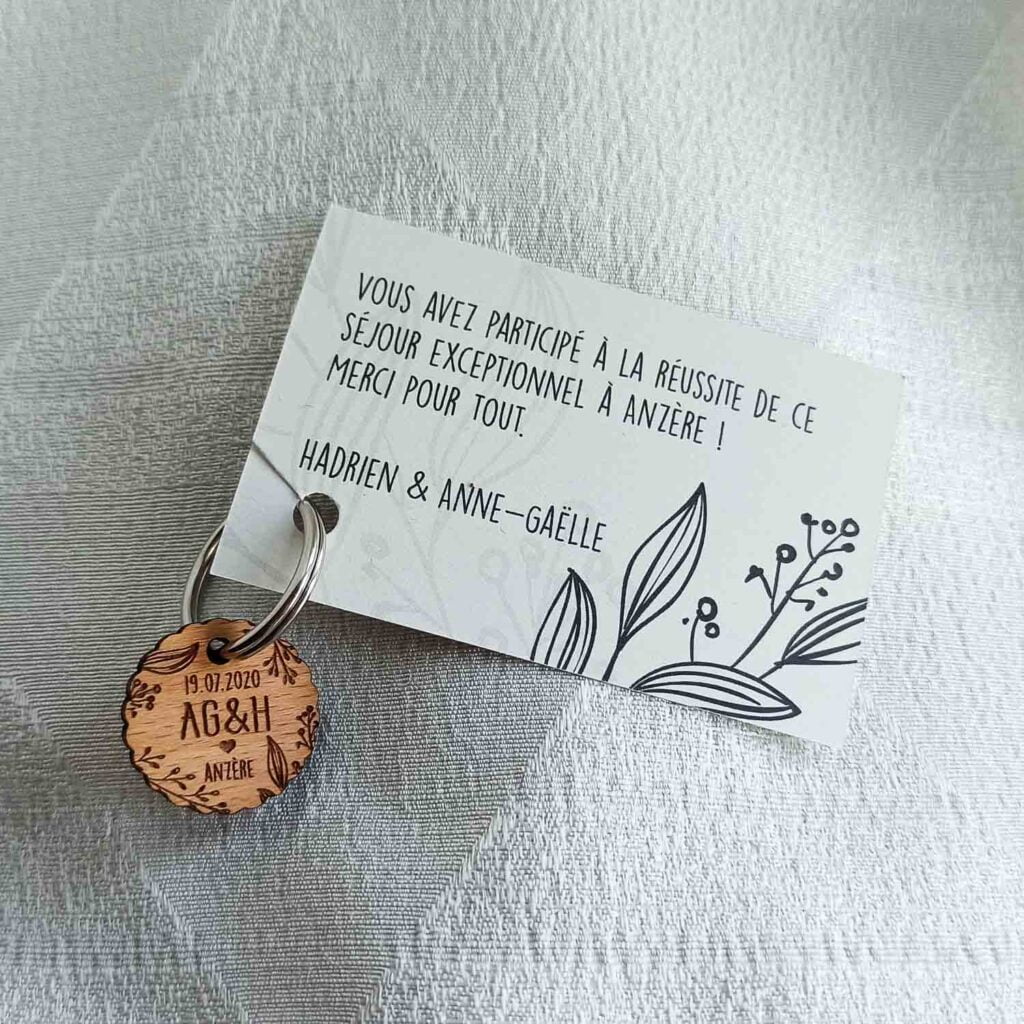 VOUS AVEZ PARTICIPÉ À LA RÉUSSITE DE CE
SÉJOUR EXCEPTIONNEL À ANZÈRE !
MERCI POUR TOUT.
HADRIEN & ANNE-GAËLLE
19.07.2020
AG&H
ANZÈRE